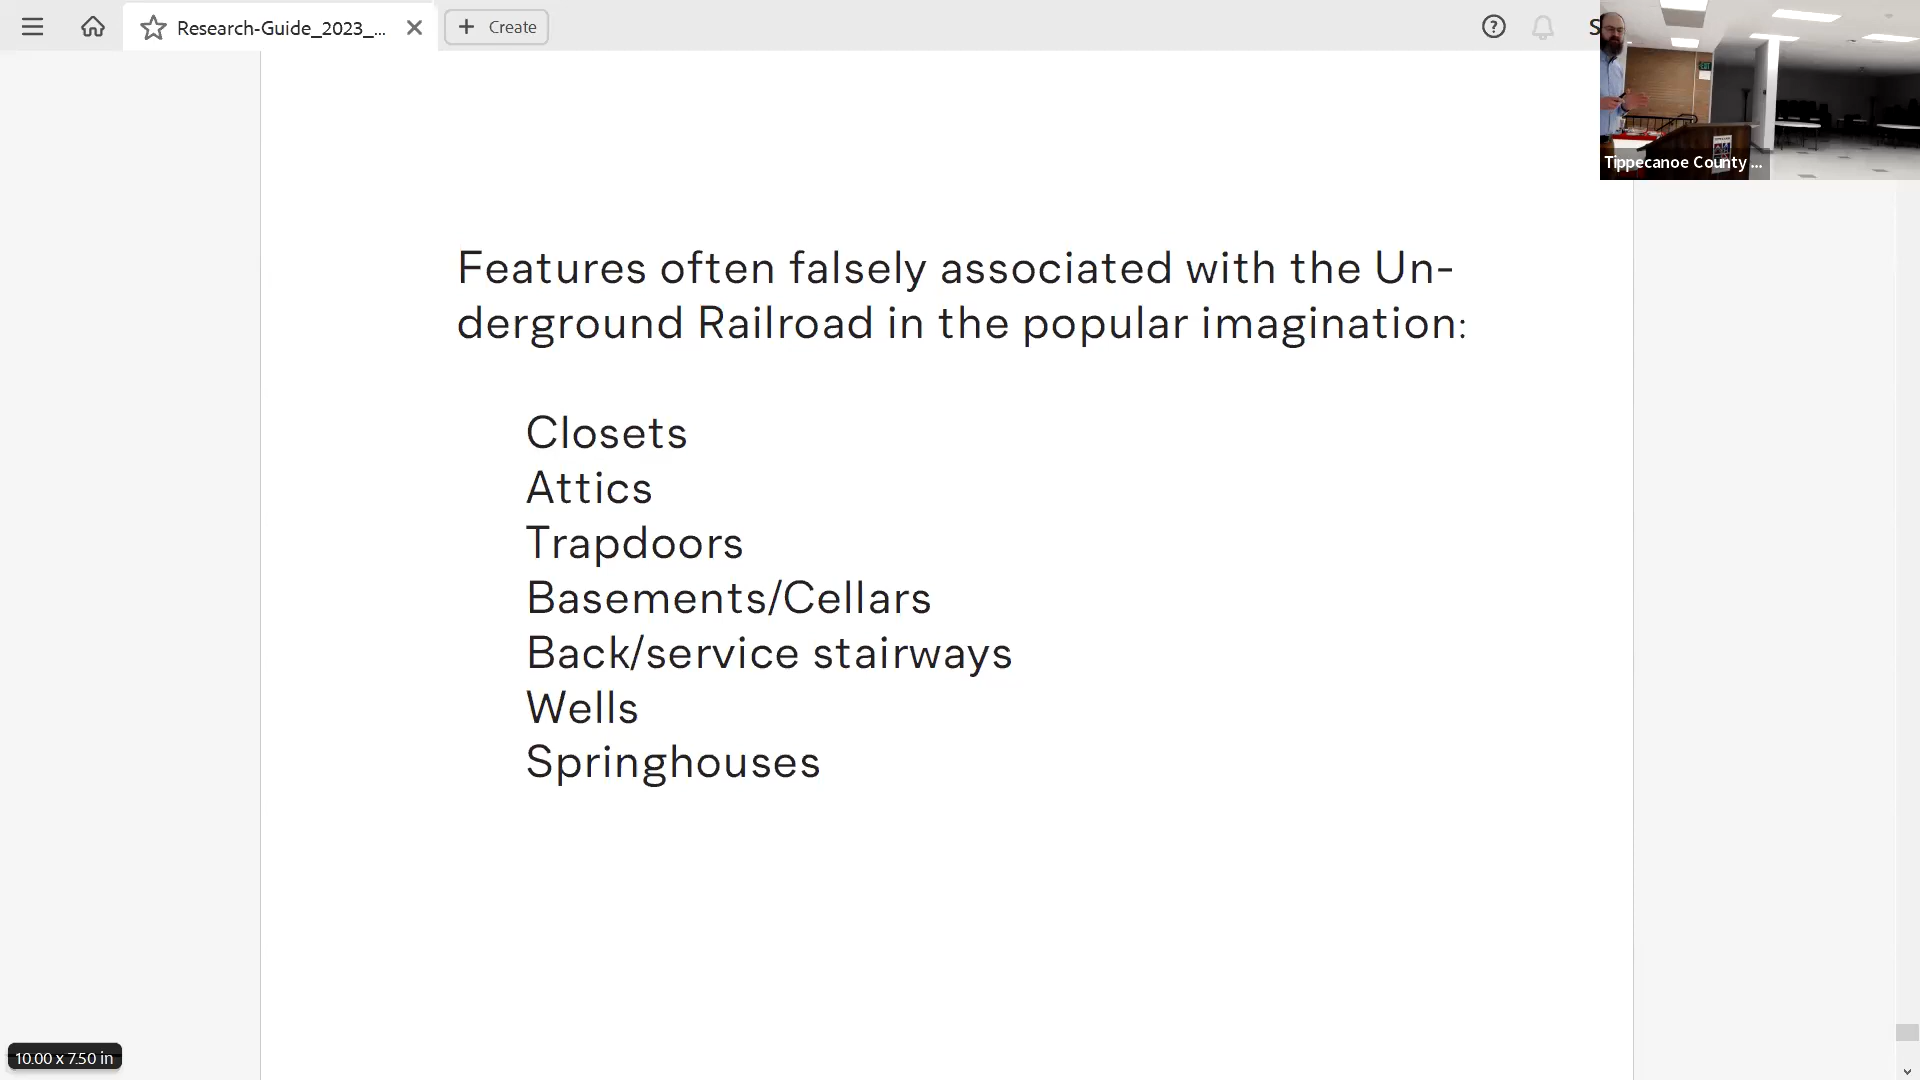 Research-Guide_2023_...
Create
S
Tippecanoe County ...
Features often falsely associated with the Un-
derground Railroad in the popular imagination:
Closets
Attics
Trapdoors
Basements/Cellars
Back/service stairways
Wells
Springhouses
10.00 x 7.50 in